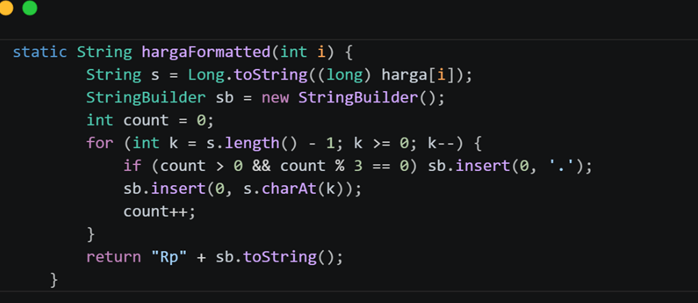 static String hargaFormatted(int i) {
        String s = Long.toString((long) harga[i]);
        StringBuilder sb = new StringBuilder();
        int count = 0;
        for (int k = s.length() - 1; k >= 0; k--) {
            if (count > 0 && count % 3 == 0) sb.insert(0, '.');
            sb.insert(0, s.charAt(k));
            count++;
        }
        return "Rp" + sb.toString();
    }